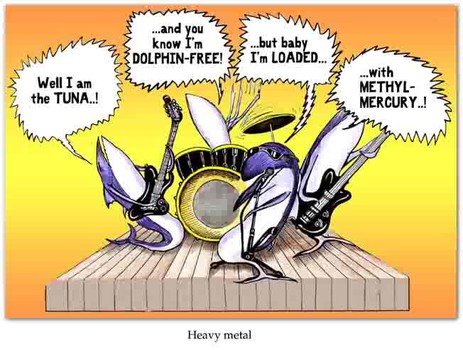 Well I am
the TUNA..!
...and you
know I'm
DOLPHIN-FREE!
...but baby
I'm LOADED...
...with
METHYL-
MERCURY..!
Heavy metal